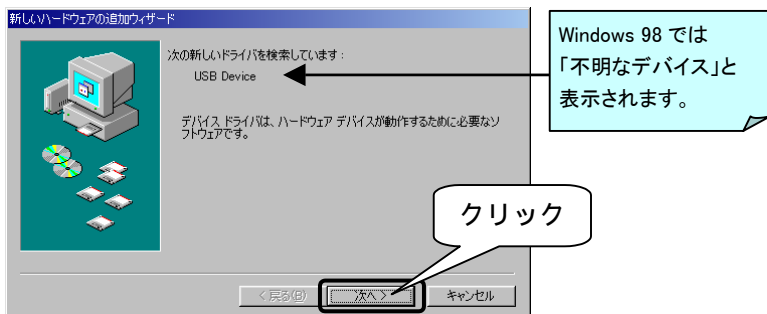 新しいハードウェアの追加ウィザード
次の新しいドライバを検索しています:
USB Device
デバイス ドライバは、ハードウェア デバイスが動作するために必要なソ
フトウェアです。
< 戻る(B)
次へ >
キャンセル
クリック
Windows 98 では
「不明なデバイス」と
表示されます。